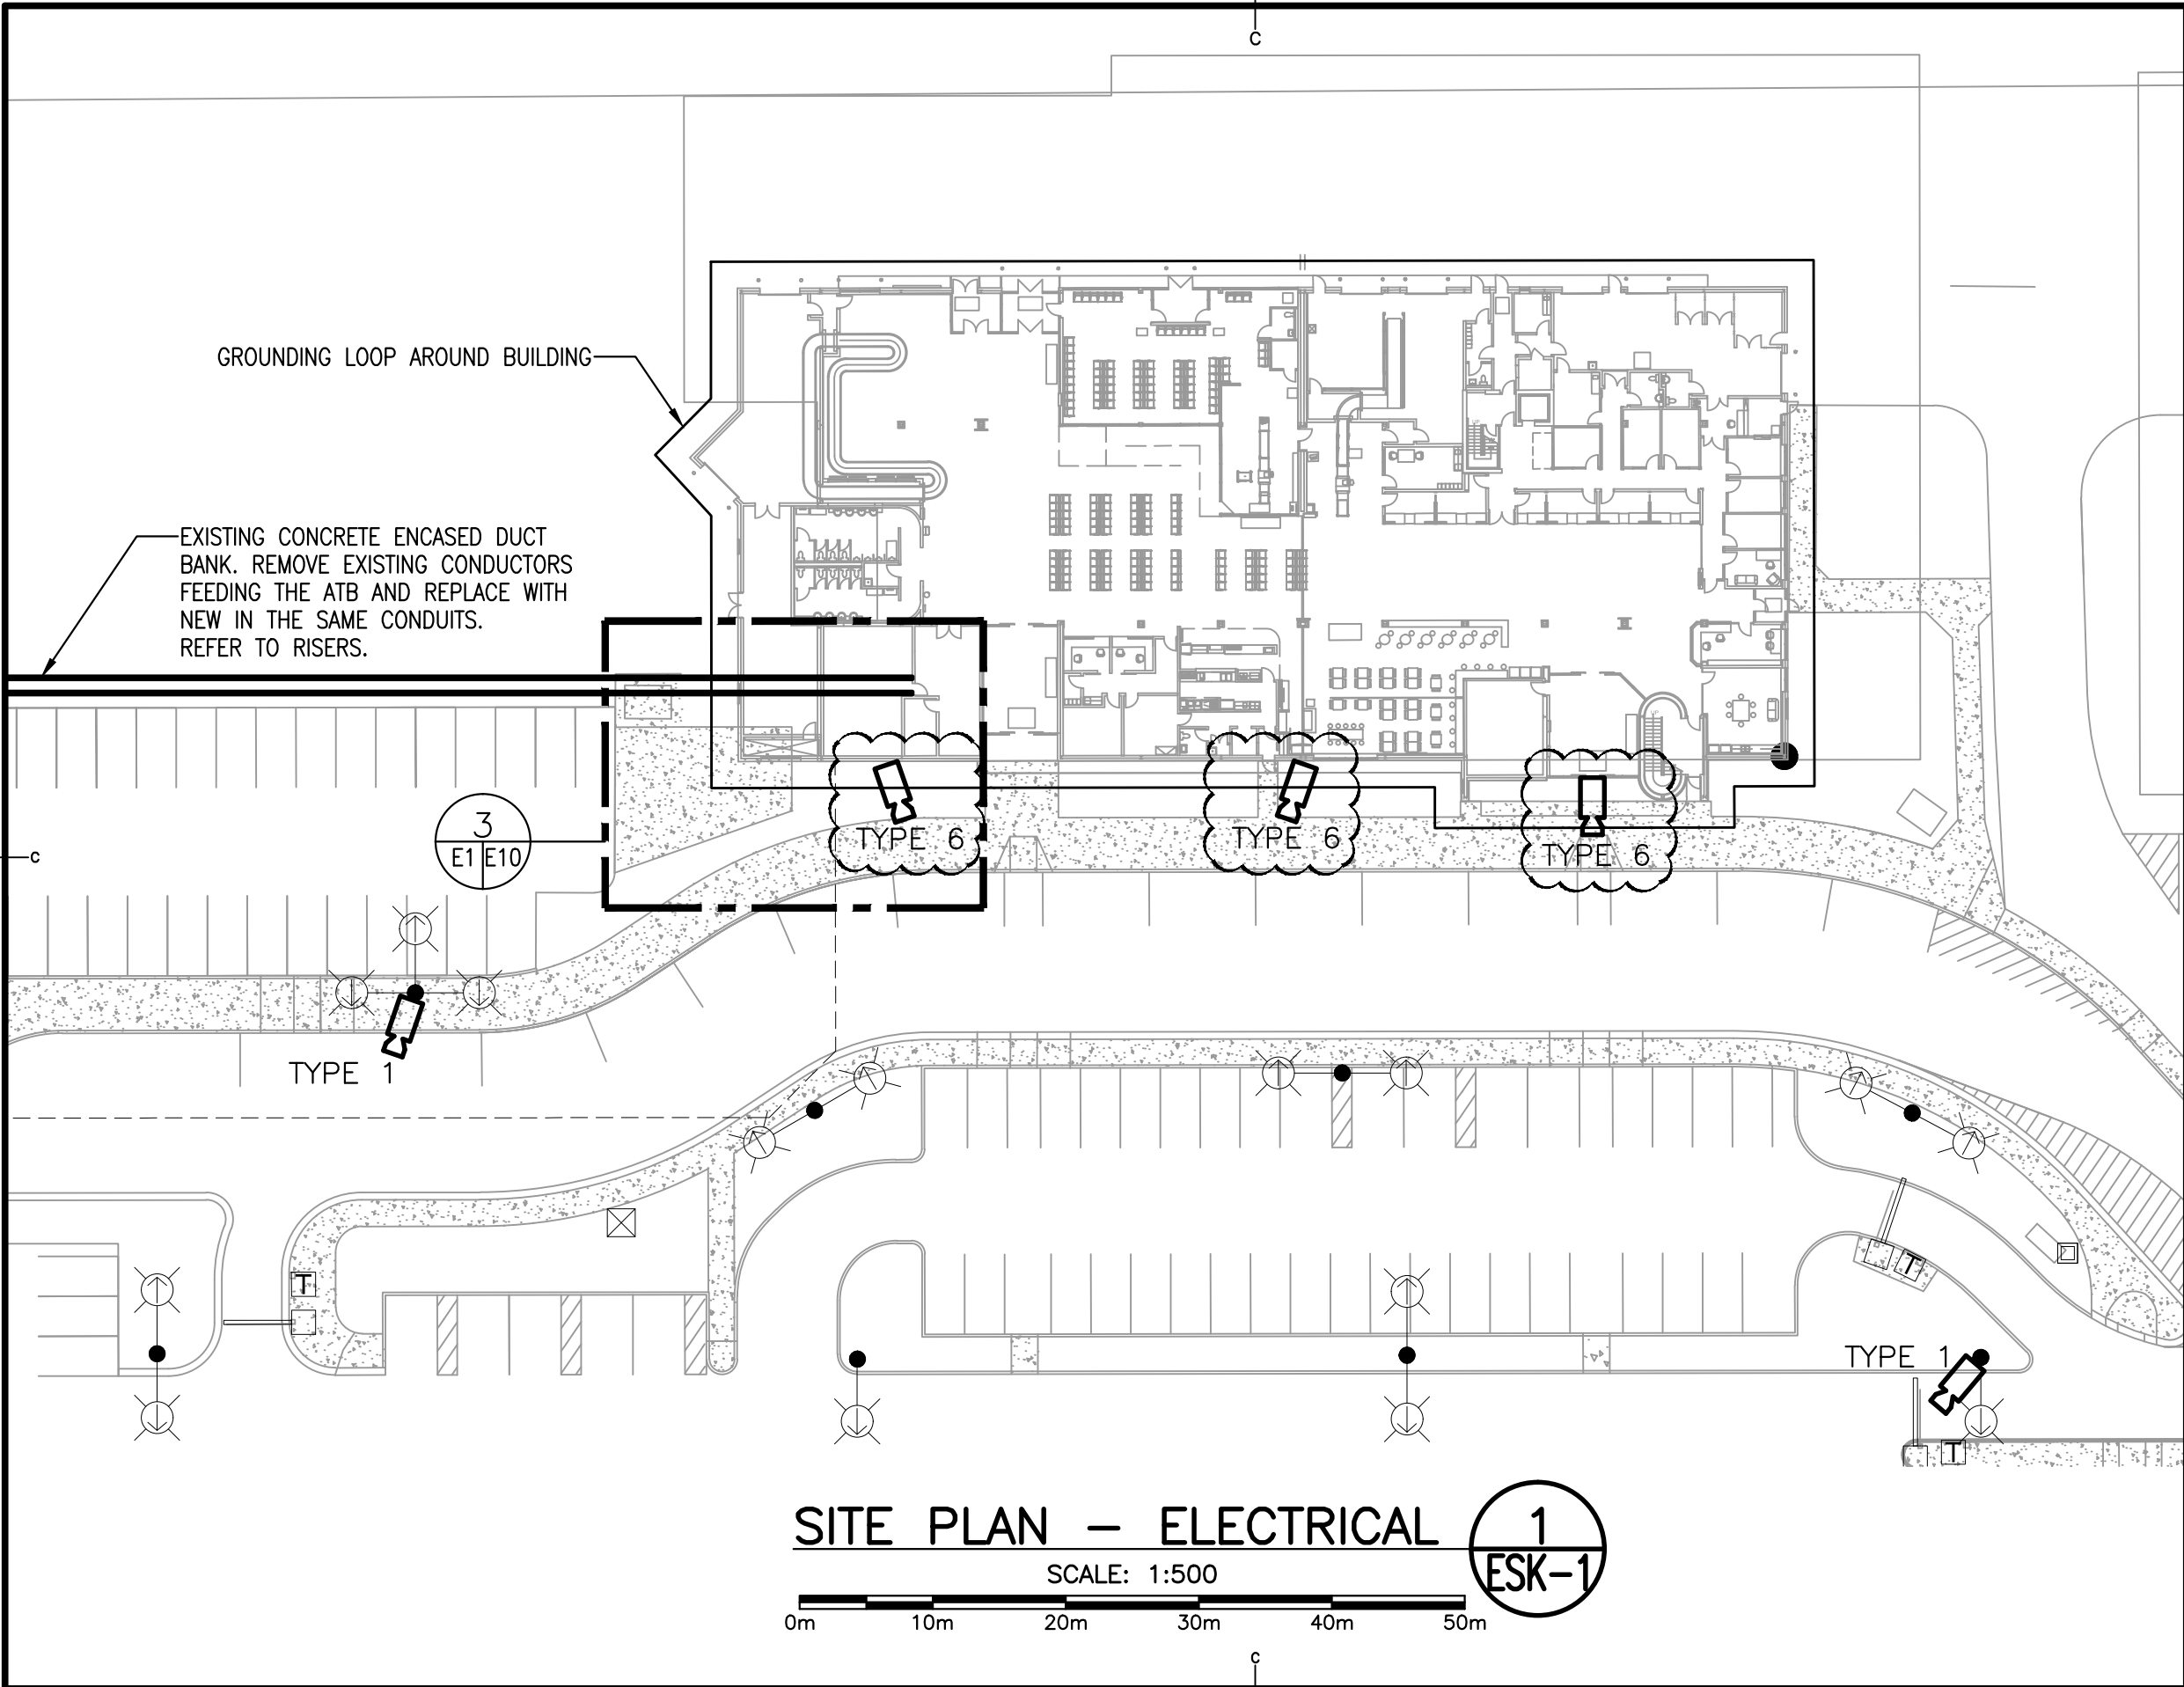 C
GROUNDING LOOP AROUND BUILDING
EXISTING CONCRETE ENCASED DUCT
BANK. REMOVE EXISTING CONDUCTORS
FEEDING THE ATB AND REPLACE WITH
NEW IN THE SAME CONDUITS.
REFER TO RISERS.
UP
UP
3
E1 E10
C
TYPE 6
TYPE 6
TYPE 6
TYPE 1
T
T
TYPE 1
T
SITE PLAN - ELECTRICAL
1
ESK-1
SCALE: 1:500
0m 10m 20m 30m 40m 50m
C